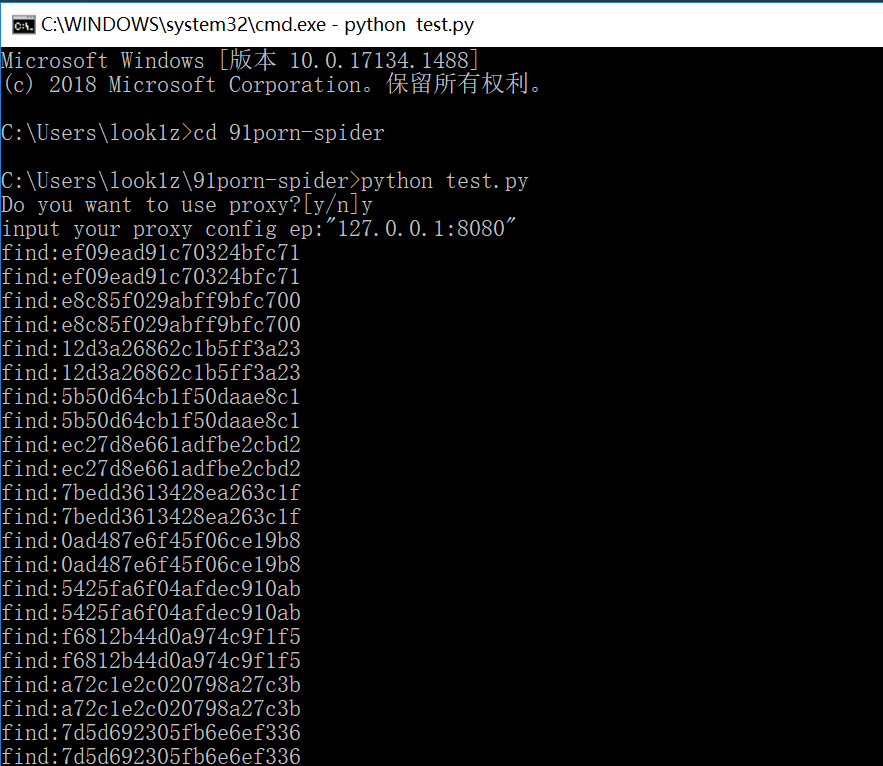 C:\WINDOWS\system32\cmd.exe - python  test.py
Microsoft Windows [版本 10.0.17134.1488]
(c) 2018 Microsoft Corporation。保留所有权利。
C:\Users\look1z>cd 91porn-spider
C:\Users\look1z\91porn-spider>python test.py
Do you want to use proxy?[y/n]y
input your proxy config ep:"127.0.0.1:8080"
find:ef09ead91c70324bfc71
find:ef09ead91c70324bfc71
find:e8c85f029abff9bfc700
find:e8c85f029abff9bfc700
find:12d3a26862c1b5ff3a23
find:12d3a26862c1b5ff3a23
find:5b50d64cb1f50daae8c1
find:5b50d64cb1f50daae8c1
find:ec27d8e661adfbe2cbd2
find:ec27d8e661adfbe2cbd2
find:7bedd3613428ea263c1f
find:7bedd3613428ea263c1f
find:0ad487e6f45f06ce19b8
find:0ad487e6f45f06ce19b8
find:5425fa6f04afdec910ab
find:5425fa6f04afdec910ab
find:f6812b44d0a974c9f1f5
find:f6812b44d0a974c9f1f5
find:a72c1e2c020798a27c3b
find:a72c1e2c020798a27c3b
find:7d5d692305fb6e6ef336
find:7d5d692305fb6e6ef336